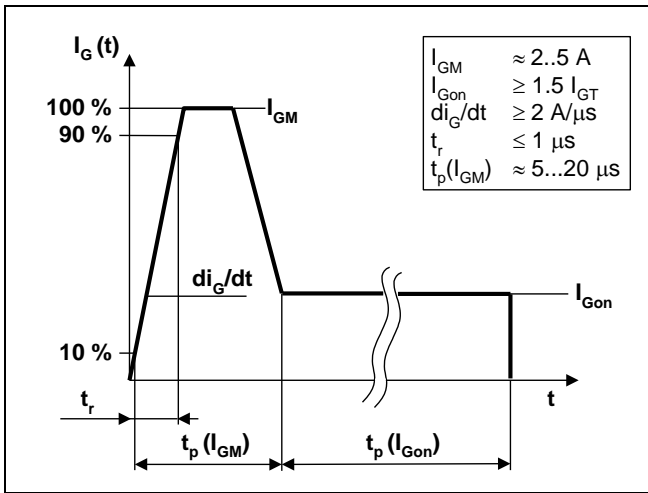 I_G (t)
100 %
90 %
I_GM
di_G/dt
I_Gon
10 %
t
t_r
t_p (I_GM)
t_p (I_Gon)
I_GM ≈ 2..5 A
I_Gon ≥ 1.5 I_GT
di_G/dt ≥ 2 A/μs
t_r ≤ 1 μs
t_p(I_GM) ≈ 5...20 μs